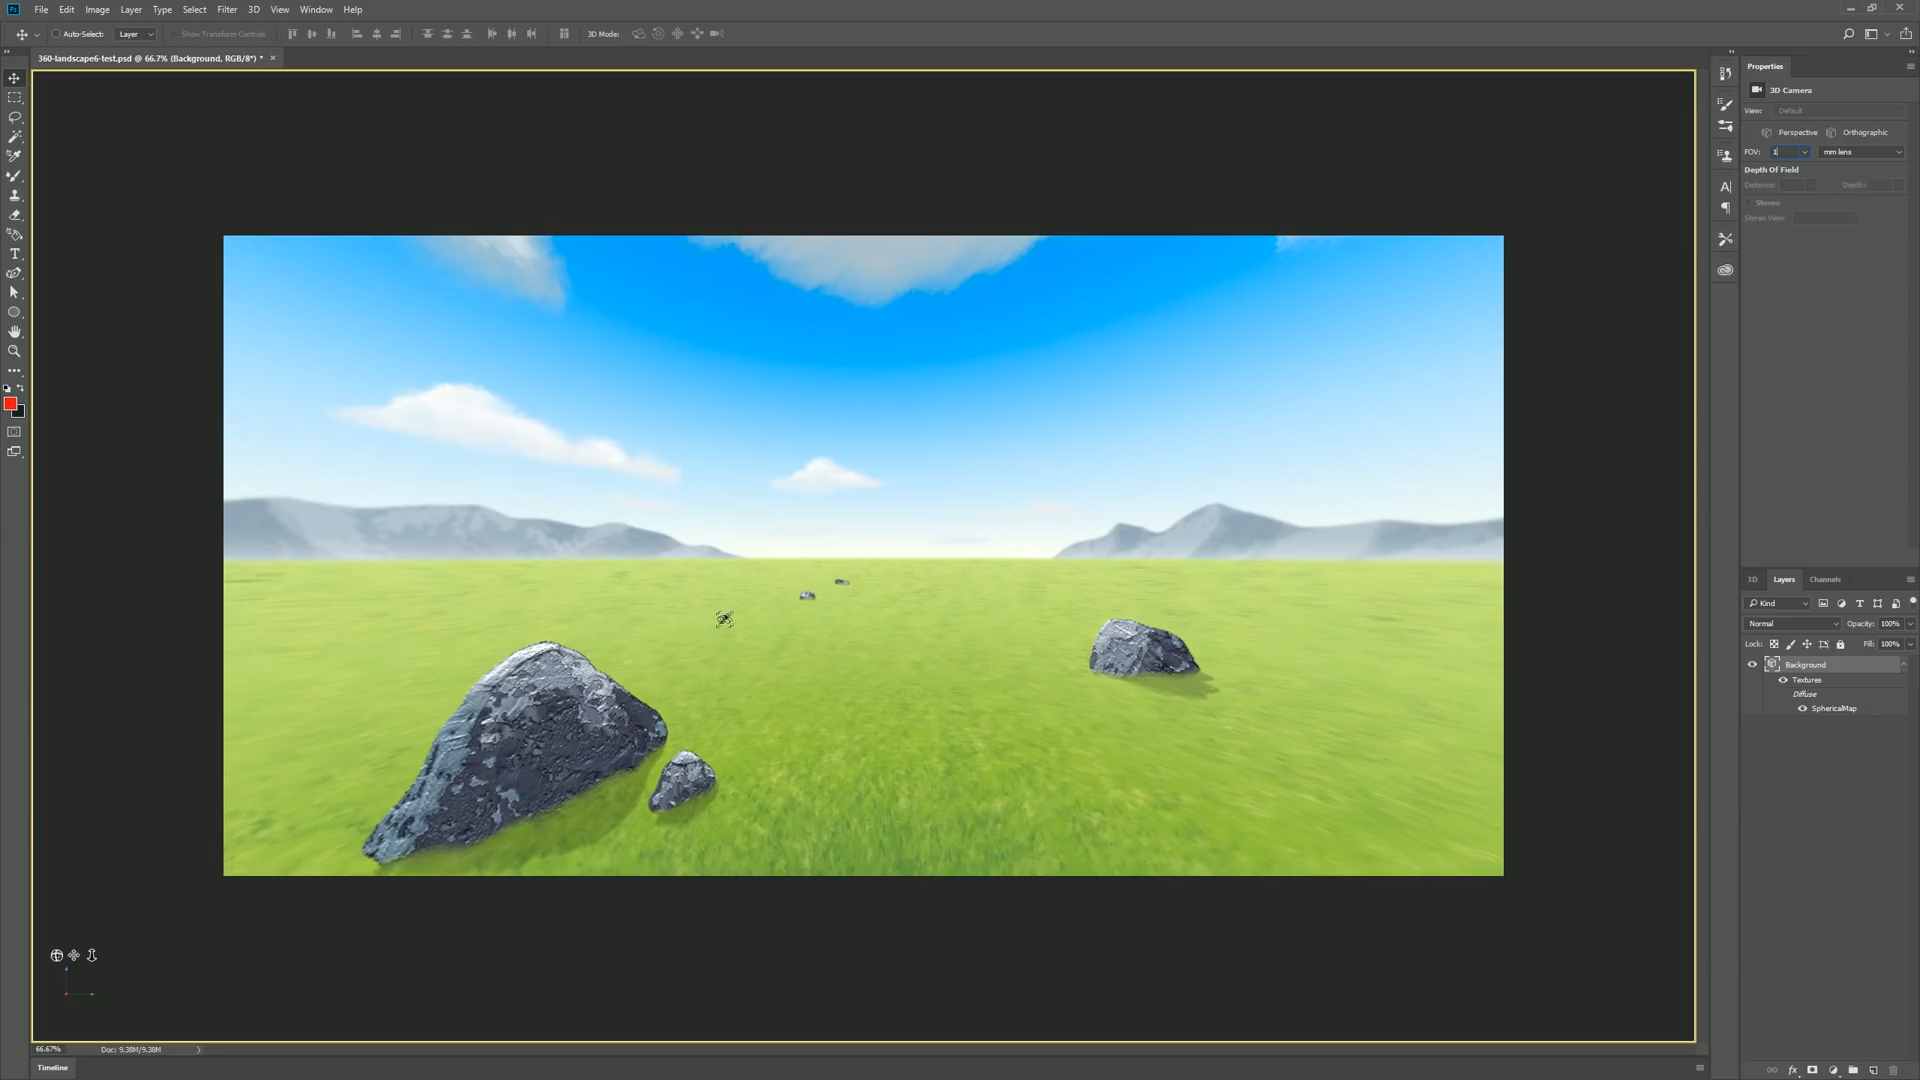 Ps File Edit Image Layer Type Select Filter 3D View Window Help
Auto-Select: Layer Show Transform Controls 3D Mode:
360-landscape6-test.psd @ 66.7% (Background, RGB/8*) * ×
Properties
3D Camera
View: Default
Perspective Orthographic
FOV: 1 mm lens
Depth Of Field
Distance: Depth:
Stereo
Stereo View:
3D Layers Channels
Kind
Normal Opacity: 100%
Lock: Fill: 100%
Background
Textures
Diffuse
SphericalMap
66.67% Doc: 9.38M/9.38M
Timeline